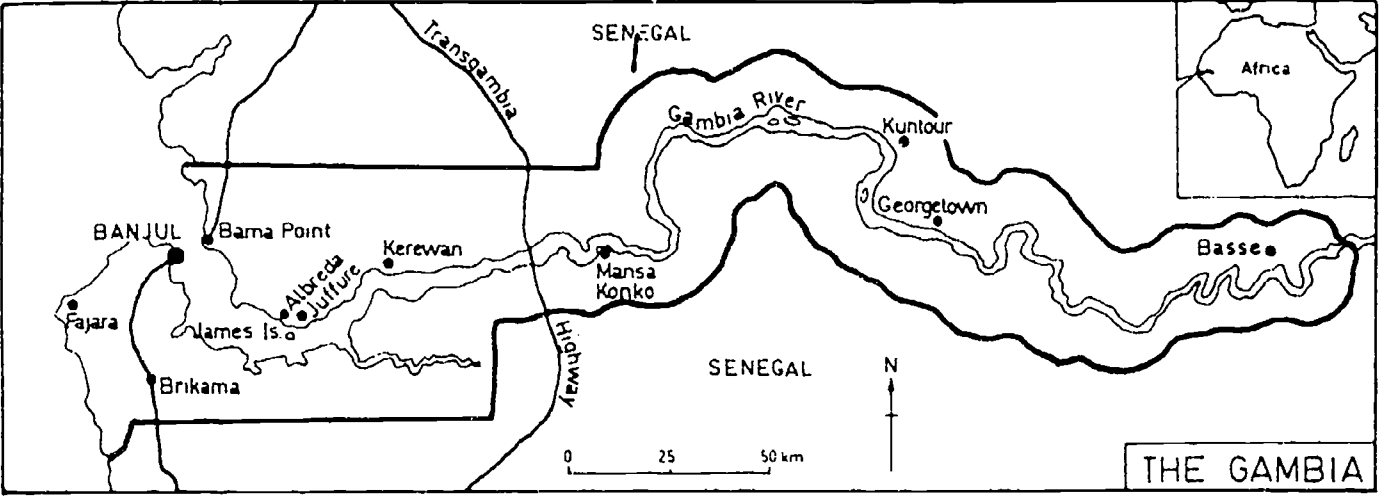 SENEGAL
Transgambia
Africa
Gambia River
Kuntour
Georgetown
BANJUL
Barna Point
Kerewan
Basse
Albreda
Juffure
Mansa
Konko
Fajara
James Is.
Highway
SENEGAL
N
Brikama
0 25 50 km
THE GAMBIA